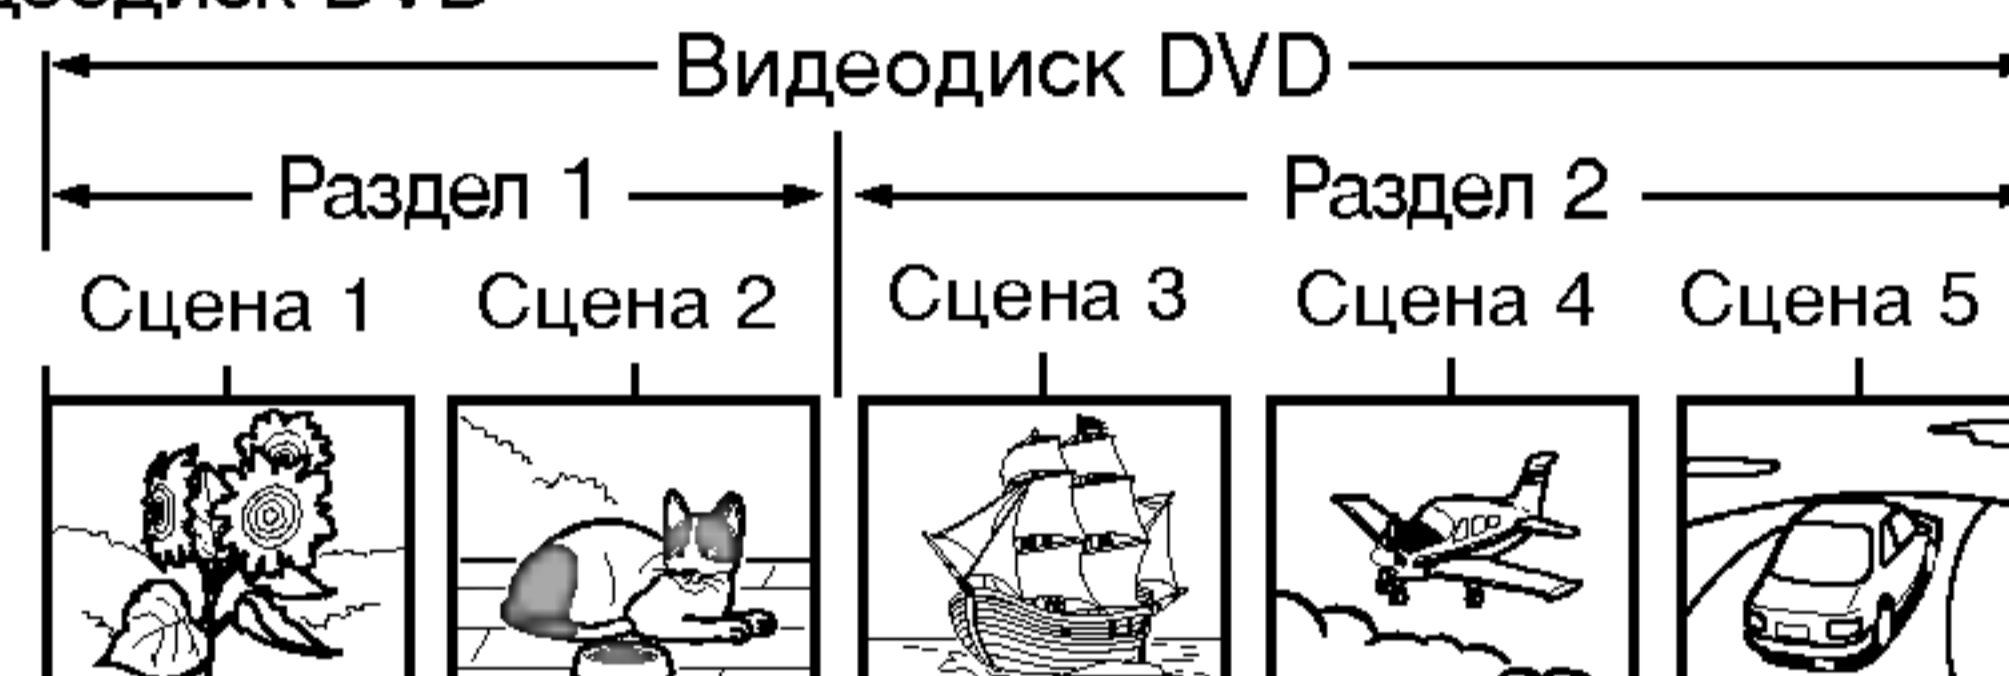 Видеодиск DVD
Раздел 1 Раздел 2
Сцена 1 Сцена 2 Сцена 3 Сцена 4 Сцена 5